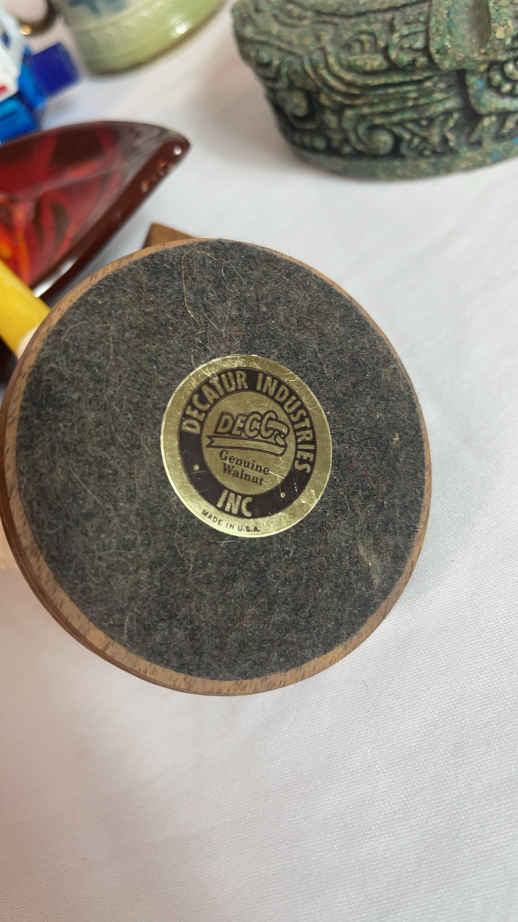 DECATUR INDUSTRIES
DECO
Genuine
Walnut
INC
MADE IN U.S.A.